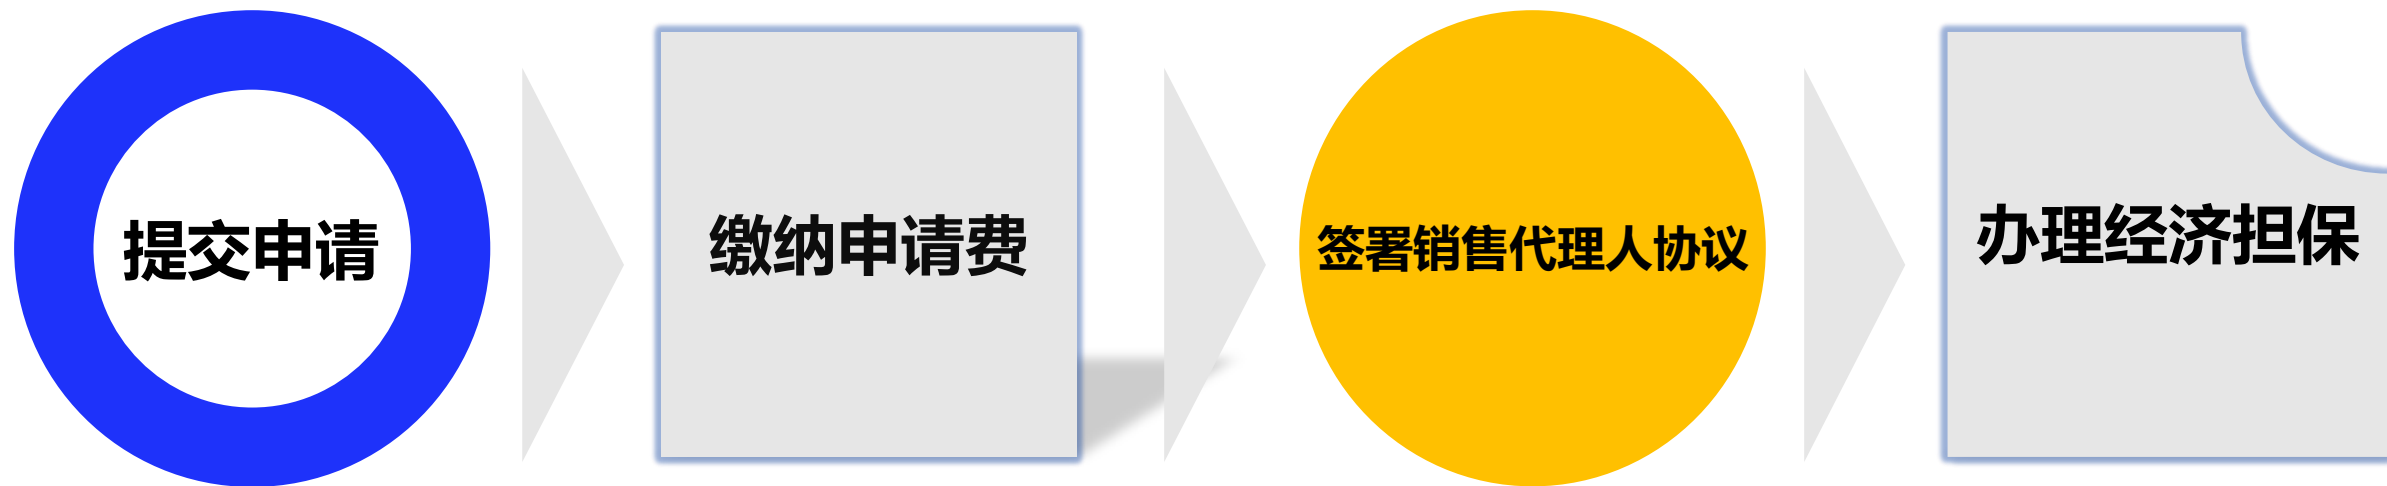 提交申请
缴纳申请费
签署销售代理人协议
办理经济担保